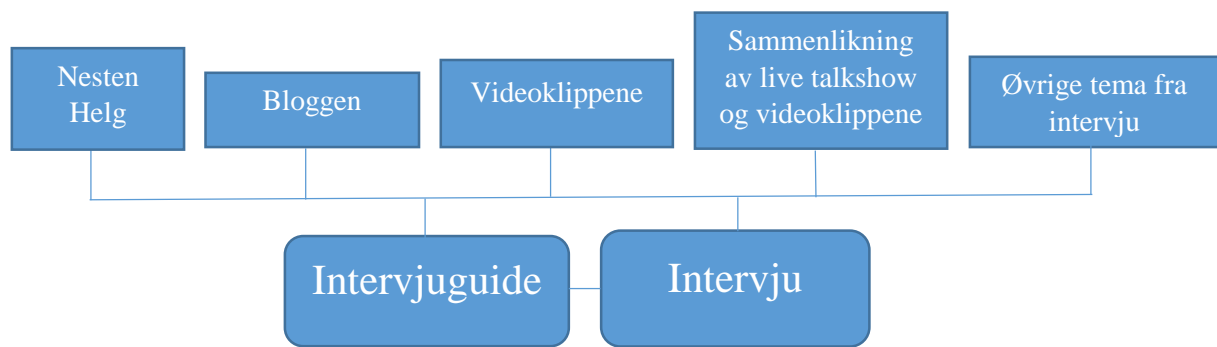 Nesten
Helg
Bloggen
Videoklippene
Sammenlikning
av live talkshow
og videoklippene
Øvrige tema fra
intervju
Intervjuguide
Intervju